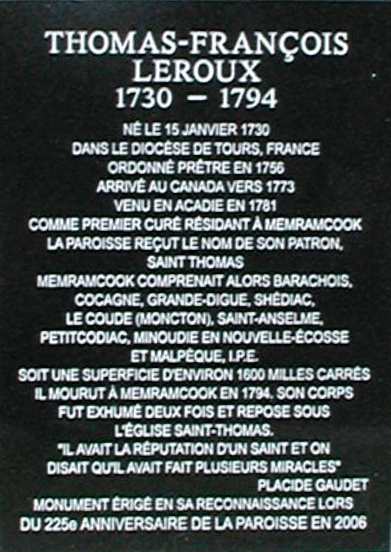 THOMAS-FRANÇOIS
LEROUX
1730 – 1794
NÉ LE 15 JANVIER 1730
DANS LE DIOCÈSE DE TOURS, FRANCE
ORDONNÉ PRÊTRE EN 1756
ARRIVÉ AU CANADA VERS 1773
VENU EN ACADIE EN 1781
COMME PREMIER CURÉ RÉSIDANT À MEMRAMCOOK
LA PAROISSE REÇUT LE NOM DE SON PATRON,
SAINT THOMAS
MEMRAMCOOK COMPRENAIT ALORS BARACHOIS,
COCAGNE, GRANDE-DIGUE, SHÉDIAC,
LE COUDE (MONCTON), SAINT-ANSELME,
PETITCODIAC, MINOUDIE EN NOUVELLE-ÉCOSSE
ET MALPÈQUE, I.P.E.
SOIT UNE SUPERFICIE D'ENVIRON 1600 MILLES CARRÉS
IL MOURUT À MEMRAMCOOK EN 1794. SON CORPS
FUT EXHUMÉ DEUX FOIS ET REPOSE SOUS
L'ÉGLISE SAINT-THOMAS.
"IL AVAIT LA RÉPUTATION D'UN SAINT ET ON
DISAIT QU'IL AVAIT FAIT PLUSIEURS MIRACLES"
PLACIDE GAUDET
MONUMENT ÉRIGÉ EN SA RECONNAISSANCE LORS
DU 225e ANNIVERSAIRE DE LA PAROISSE EN 2006